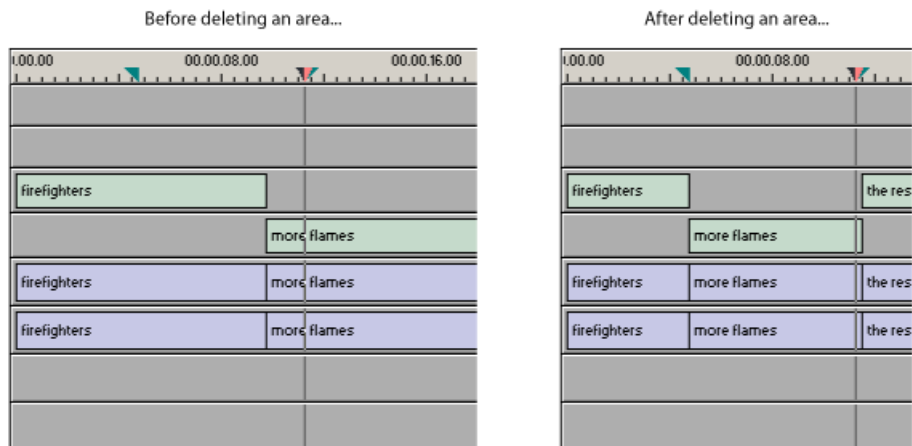 Before deleting an area...
After deleting an area...
:00.00 00.00.08.00 00.00.16.00
:00.00 00.00.08.00
firefighters
firefighters the res
more flames
more flames
firefighters more flames
firefighters more flames the res
firefighters more flames
firefighters more flames the res